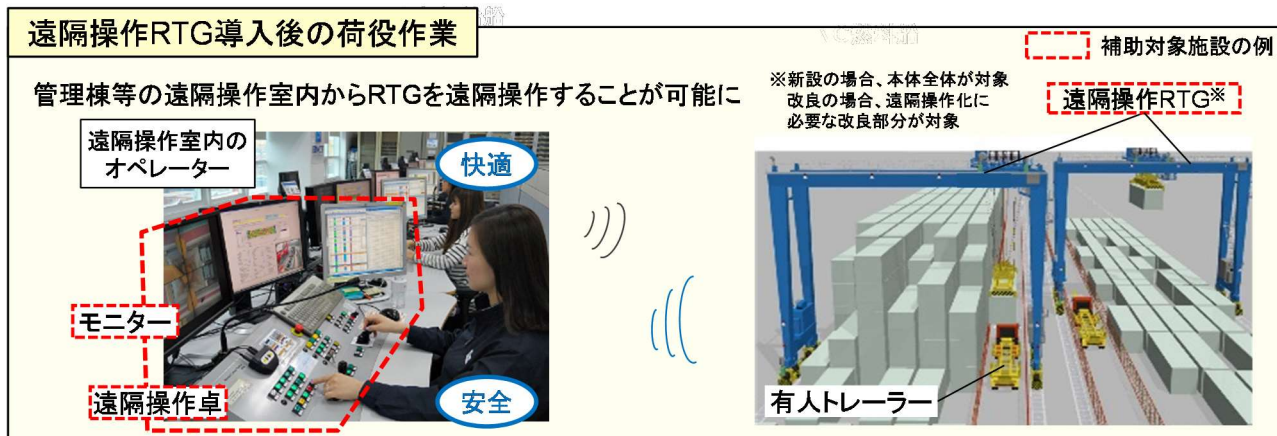 遠隔操作RTG導入後の荷役作業
補助対象施設の例
管理棟等の遠隔操作室内からRTGを遠隔操作することが可能に
※新設の場合、本体全体が対象
改良の場合、遠隔操作化に
必要な改良部分が対象
遠隔操作RTG※
遠隔操作室内の
オペレーター
快適
モニター
遠隔操作卓
安全
有人トレーラー